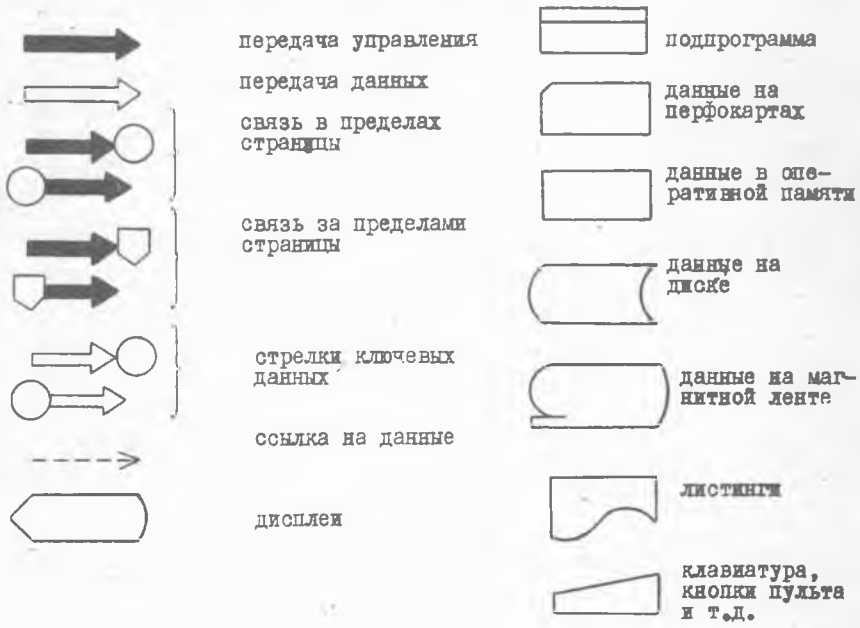 передача управления
передача данных
связь в пределах
страницы
связь за пределами
страницы
стрелки ключевых
данных
ссылка на данные
дисплеи
подпрограмма
данные на
перфокартах
данные в опе-
ративной памяти
данные на
диске
данные на маг-
нитной ленте
листинги
клавиатура,
кнопки пульта
и т.д.